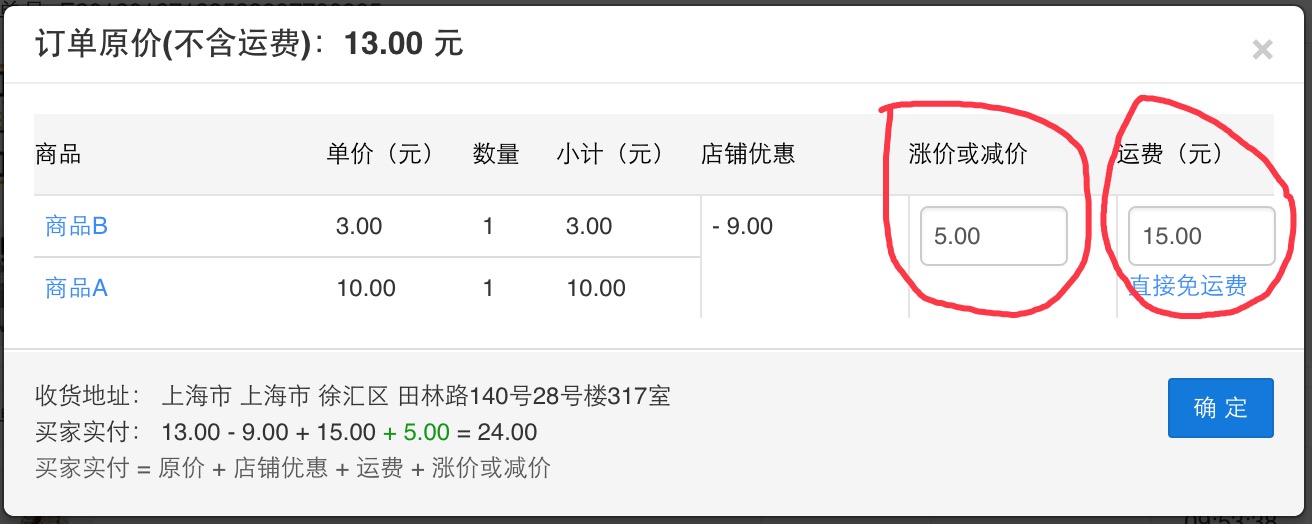 订单原价(不含运费)：13.00 元
×
商品 单价（元） 数量 小计（元） 店铺优惠 涨价或减价 运费（元）
商品B 3.00 1 3.00 - 9.00 5.00 15.00
直接免运费
商品A 10.00 1 10.00
收货地址： 上海市 上海市 徐汇区 田林路140号28号楼317室
确 定
买家实付： 13.00 - 9.00 + 15.00 + 5.00 = 24.00
买家实付 = 原价 + 店铺优惠 + 运费 + 涨价或减价